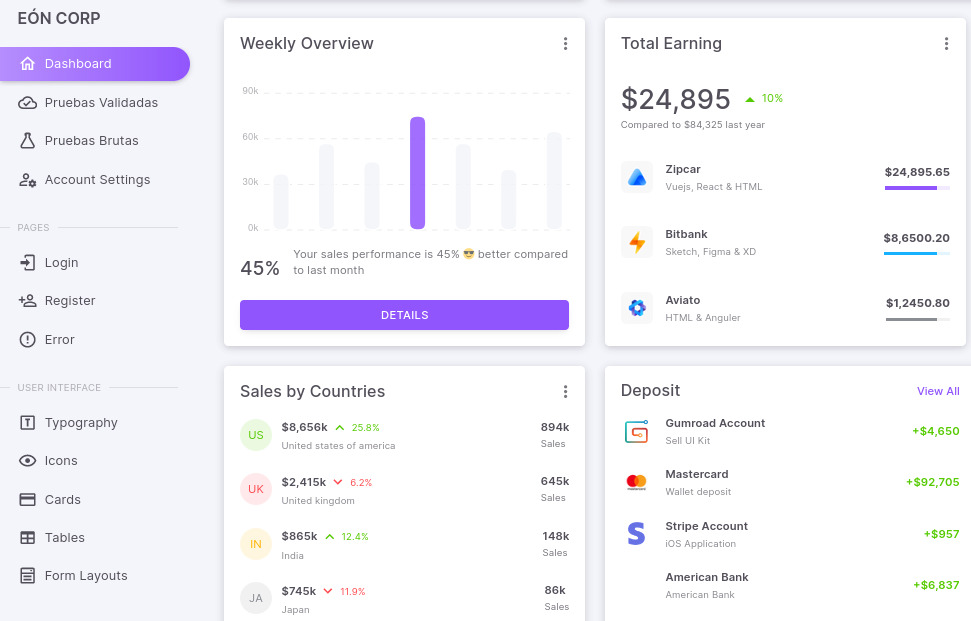 EÓN CORP
Dashboard
Pruebas Validadas
Pruebas Brutas
Account Settings
PAGES
Login
Register
Error
USER INTERFACE
Typography
Icons
Cards
Tables
Form Layouts
Weekly Overview
90k
60k
30k
0k
45%
Your sales performance is 45% 😎 better compared
to last month
DETAILS
Total Earning
$24,895
10%
Compared to $84,325 last year
Zipcar
$24,895.65
Vuejs, React & HTML
Bitbank
$8,6500.20
Sketch, Figma & XD
Aviato
$1,2450.80
HTML & Anguler
Sales by Countries
US
$8,656k
25.8%
894k
United states of america
Sales
UK
$2,415k
6.2%
645k
United kingdom
Sales
IN
$865k
12.4%
148k
India
Sales
JA
$745k
11.9%
86k
Japan
Sales
Deposit
View All
Gumroad Account
+$4,650
Sell UI Kit
Mastercard
+$92,705
Wallet deposit
Stripe Account
+$957
iOS Application
American Bank
+$6,837
American Bank